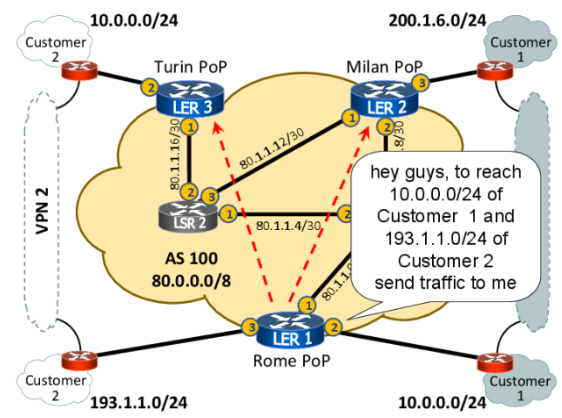 10.0.0.0/24
200.1.6.0/24
Customer
2
Turin PoP
Milan PoP
Customer
1
2
3
LER 3
LER 2
1
1
2
80.1.1.16/30
80.1.1.12/30
.8/30
VPN 2
2
3
LSR 2
1
2
80.1.1.4/30
hey guys, to reach
10.0.0.0/24 of
Customer 1 and
193.1.1.0/24 of
Customer 2
send traffic to me
AS 100
80.0.0.0/8
80.1.1.0
1
3
2
LER 1
Rome PoP
Customer
2
Customer
1
193.1.1.0/24
10.0.0.0/24